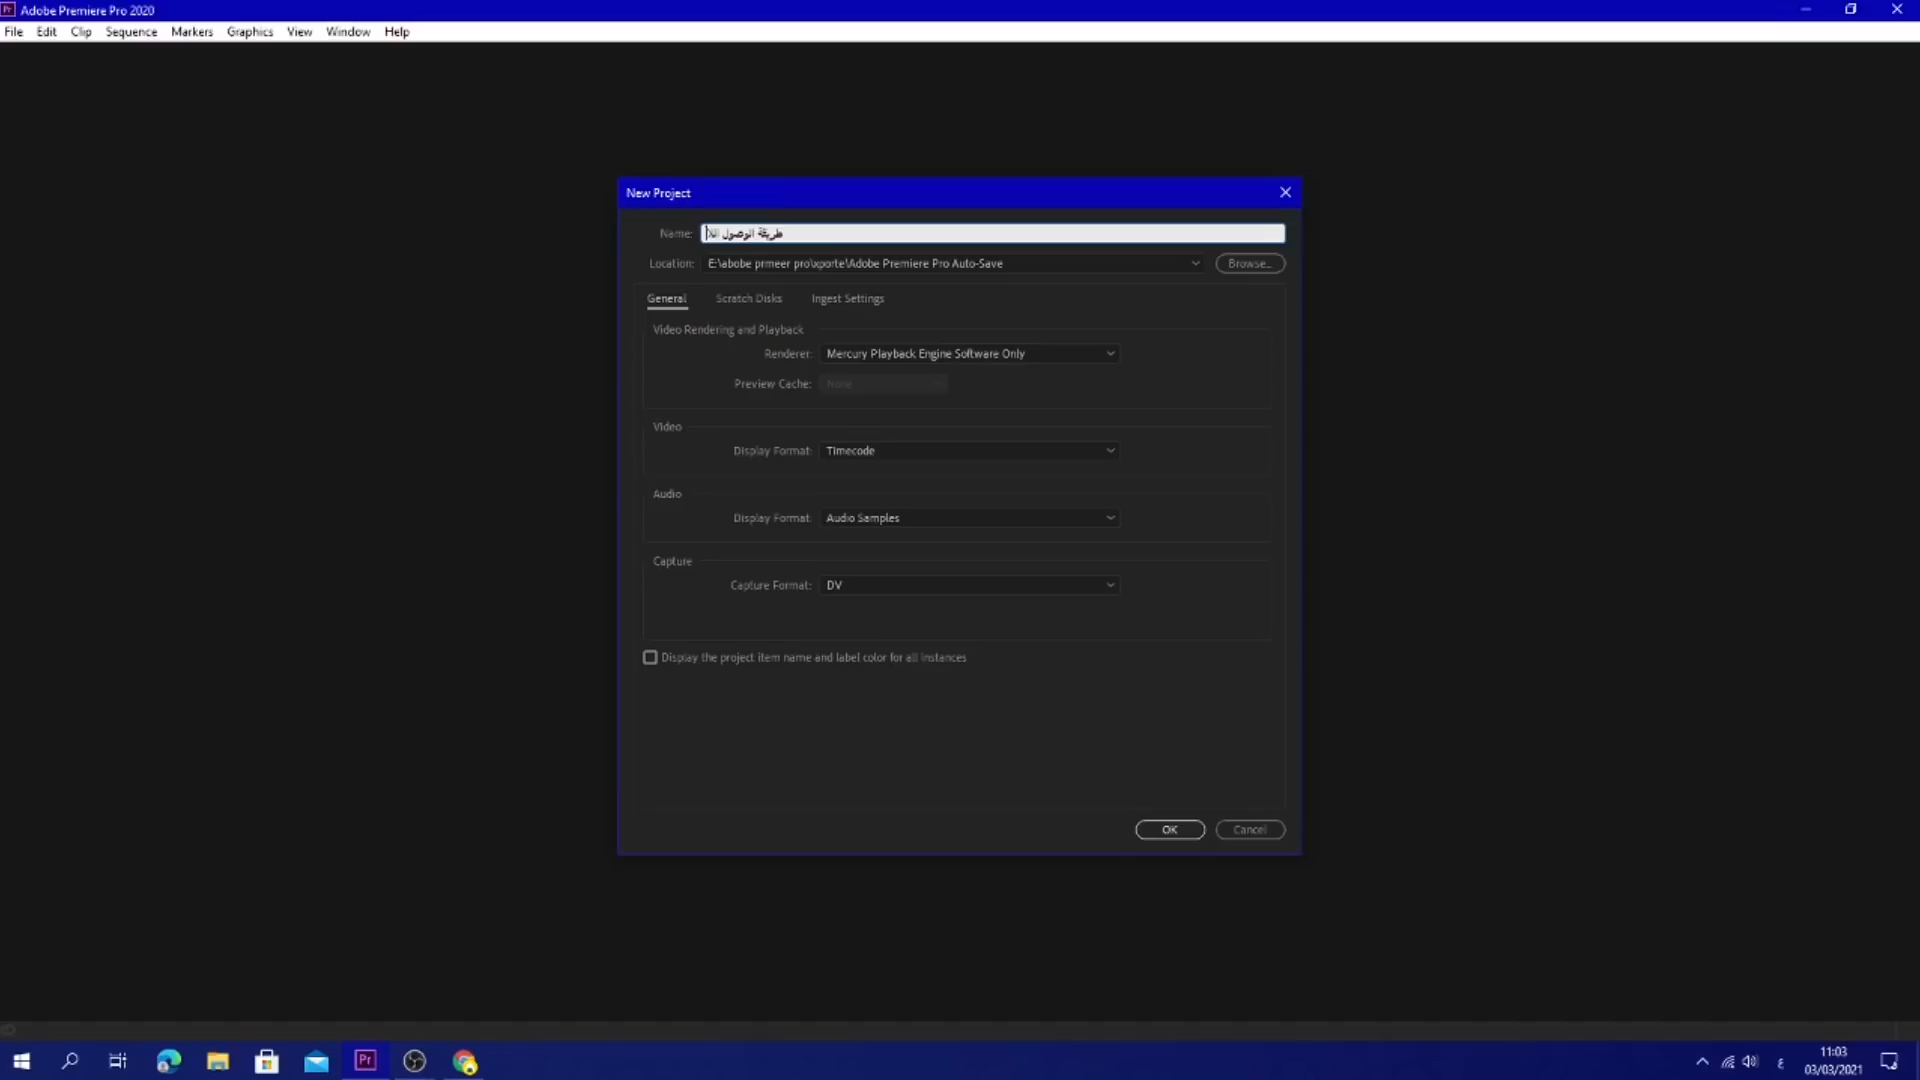 Adobe Premiere Pro 2020
File Edit Clip Sequence Markers Graphics View Window Help
New Project
Name: طريقة الوصول اللا
Location: E:\abobe prmeer pro\xporte\Adobe Premiere Pro Auto-Save Browse...
General Scratch Disks Ingest Settings
Video Rendering and Playback
Renderer: Mercury Playback Engine Software Only
Preview Cache: None
Video
Display Format: Timecode
Audio
Display Format: Audio Samples
Capture
Capture Format: DV
Display the project item name and label color for all instances
OK Cancel
Pr
ع
11:03
03/03/2021